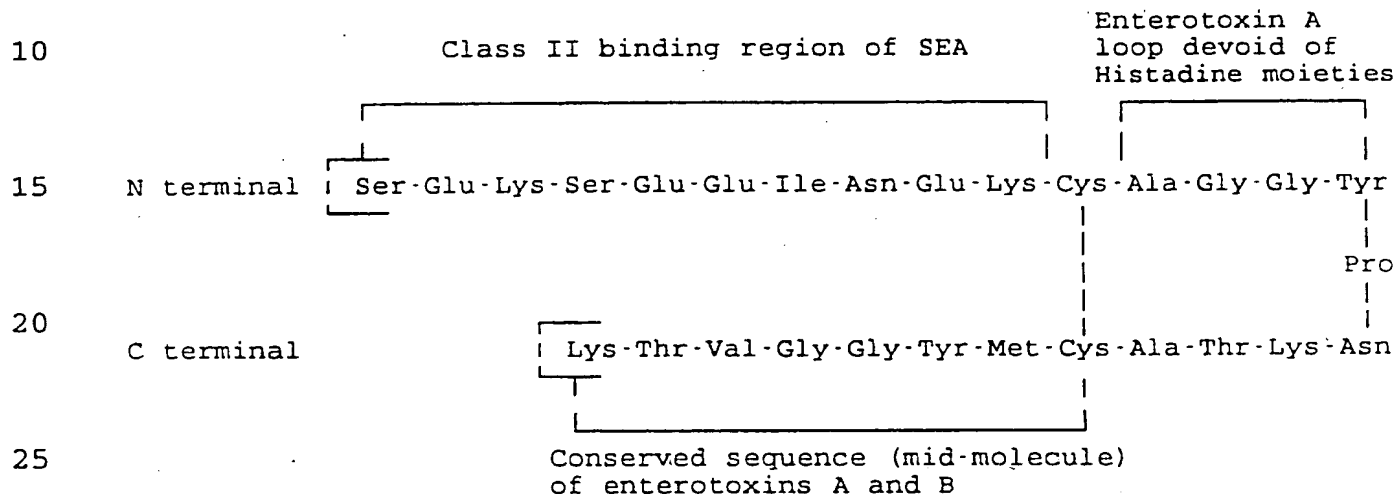 Enterotoxin A
10 Class II binding region of SEA loop devoid of
Histadine moieties
15 N terminal Ser-Glu-Lys-Ser-Glu-Glu-Ile-Asn-Glu-Lys-Cys-Ala-Gly-Gly-Tyr
Pro
20
C terminal Lys-Thr-Val-Gly-Gly-Tyr-Met-Cys-Ala-Thr-Lys-Asn
25 Conserved sequence (mid-molecule)
of enterotoxins A and B